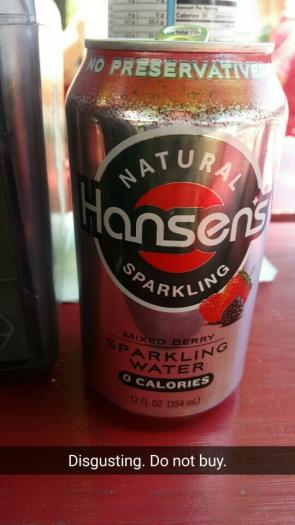 NO PRESERVATIVE
NATURAL
Hansen's
SPARKLING
MIXED BERRY
SPARKLING
WATER
0 CALORIES
12 FL OZ (354 mL)
Disgusting. Do not buy.